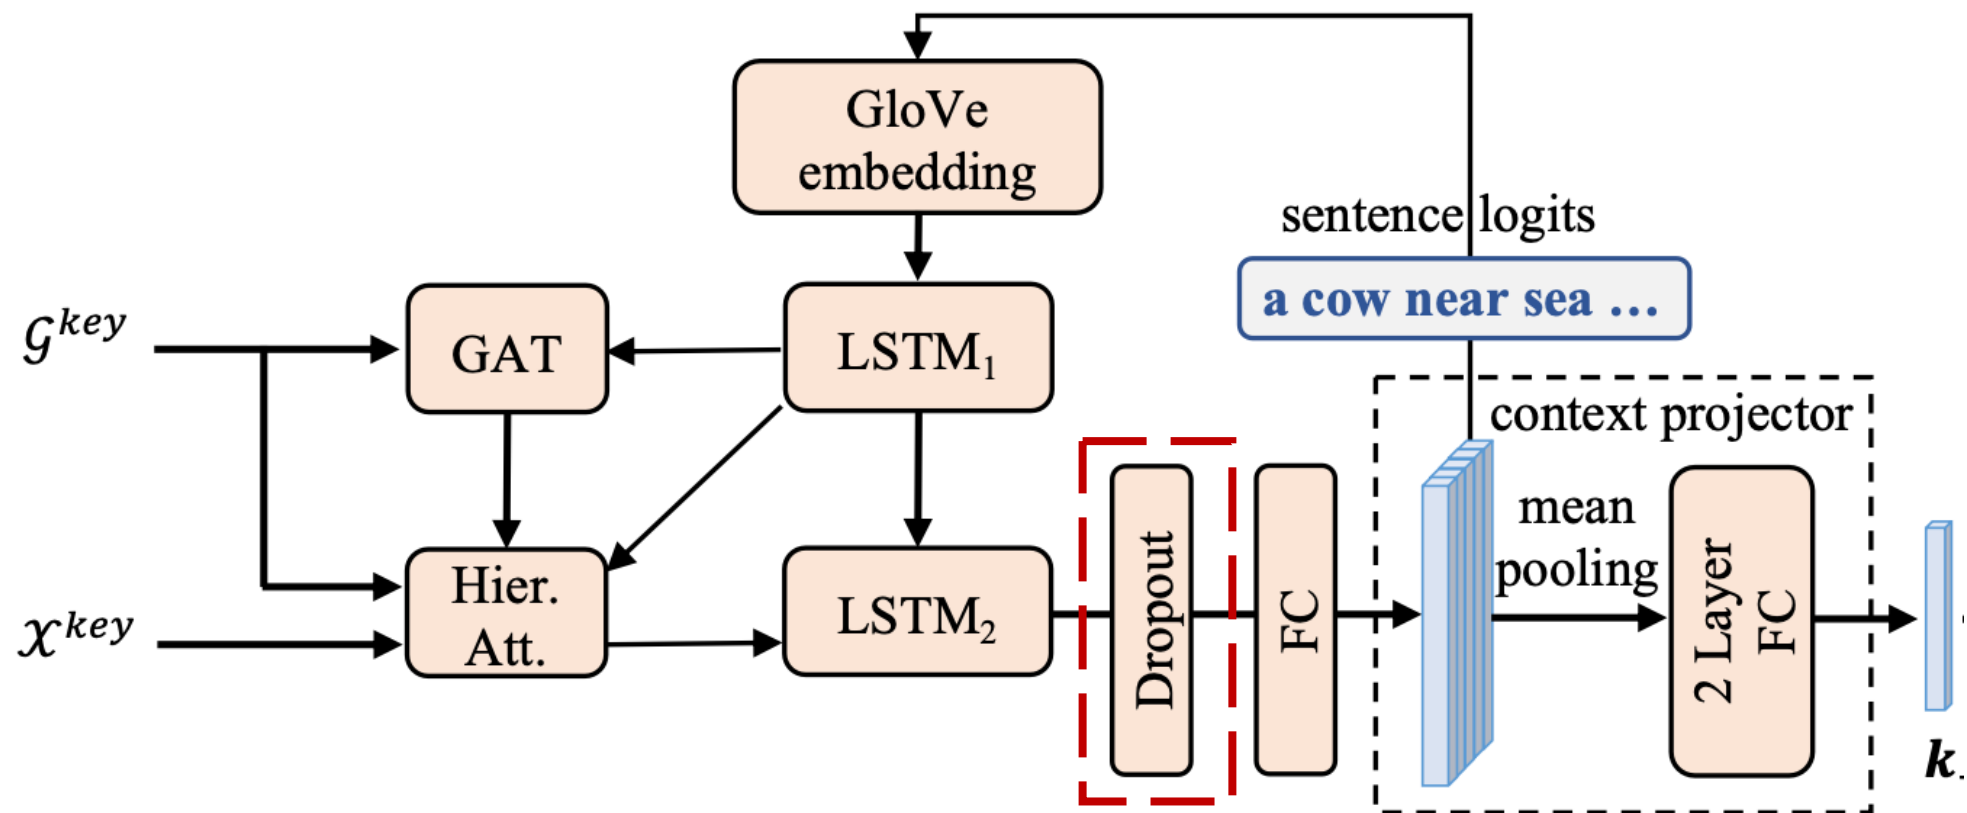 GloVe
embedding
sentence logits
a cow near sea ...
𝒢^key
GAT
LSTM₁
context projector
mean
pooling
Hier.
Att.
𝒳^key
LSTM₂
Dropout
FC
2 Layer
FC
k